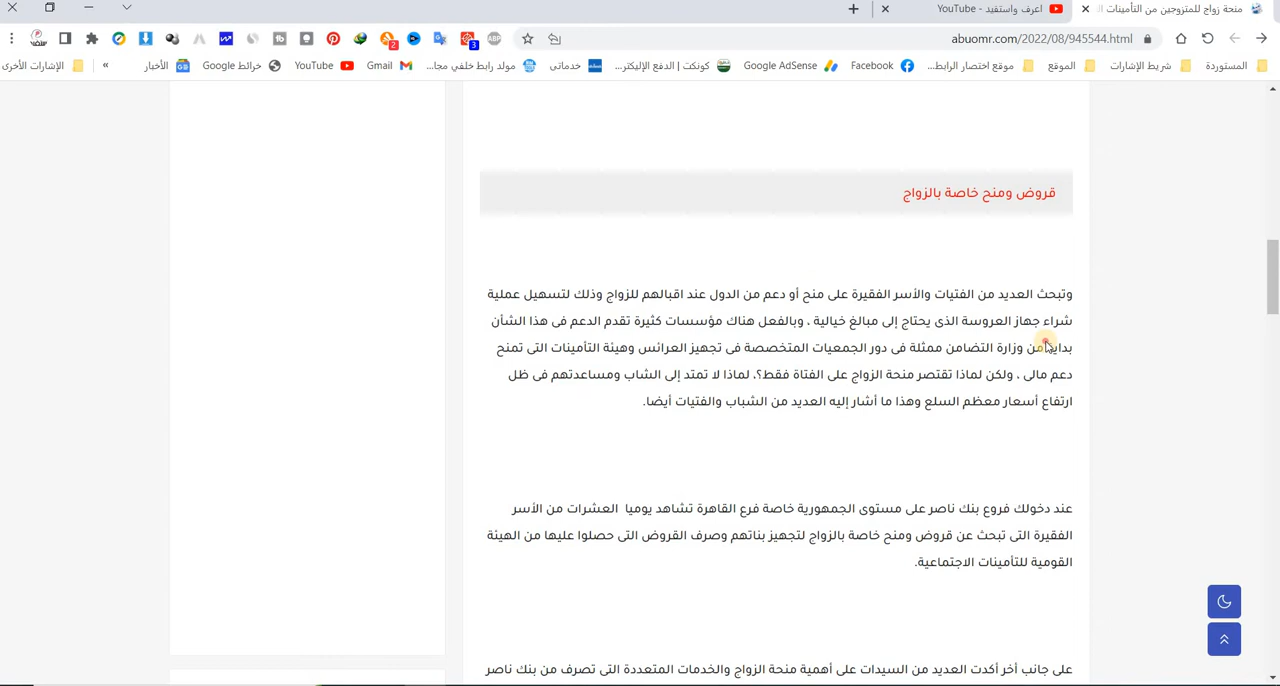 منحة زواج للمتزوجين من التأمينات ال
اعرف واستفيد - YouTube
abuomr.com/2022/08/945544.html
2
3
ABP
المستوردة
شريط الإشارات
الموقع
موقع اختصار الرابط...
Facebook
Google AdSense
كونكت | الدفع الإليكتر...
خدماتى
مولد رابط خلفي مجا...
Gmail
YouTube
خرائط Google
الأخبار
»
الإشارات الأخرى
قروض ومنح خاصة بالزواج
وتبحث العديد من الفتيات والأسر الفقيرة على منح أو دعم من الدول عند اقبالهم للزواج وذلك لتسهيل عملية
شراء جهاز العروسة الذى يحتاج إلى مبالغ خيالية ، وبالفعل هناك مؤسسات كثيرة تقدم الدعم فى هذا الشأن
من وزارة التضامن ممثلة فى دور الجمعيات المتخصصة فى تجهيز العرائس وهيئة التأمينات التى تمنح
دعم مالى ، ولكن لماذا تقتصر منحة الزواج على الفتاة فقط؟، لماذا لا تمتد إلى الشاب ومساعدتهم فى ظل
ارتفاع أسعار معظم السلع وهذا ما أشار إليه العديد من الشباب والفتيات أيضا.
عند دخولك فروع بنك ناصر على مستوى الجمهورية خاصة فرع القاهرة تشاهد يوميا العشرات من الأسر
الفقيرة التى تبحث عن قروض ومنح خاصة بالزواج لتجهيز بناتهم وصرف القروض التى حصلوا عليها من الهيئة
القومية للتأمينات الاجتماعية.
على جانب أخر أكدت العديد من السيدات على أهمية منحة الزواج والخدمات المتعددة التى تصرف من بنك ناصر